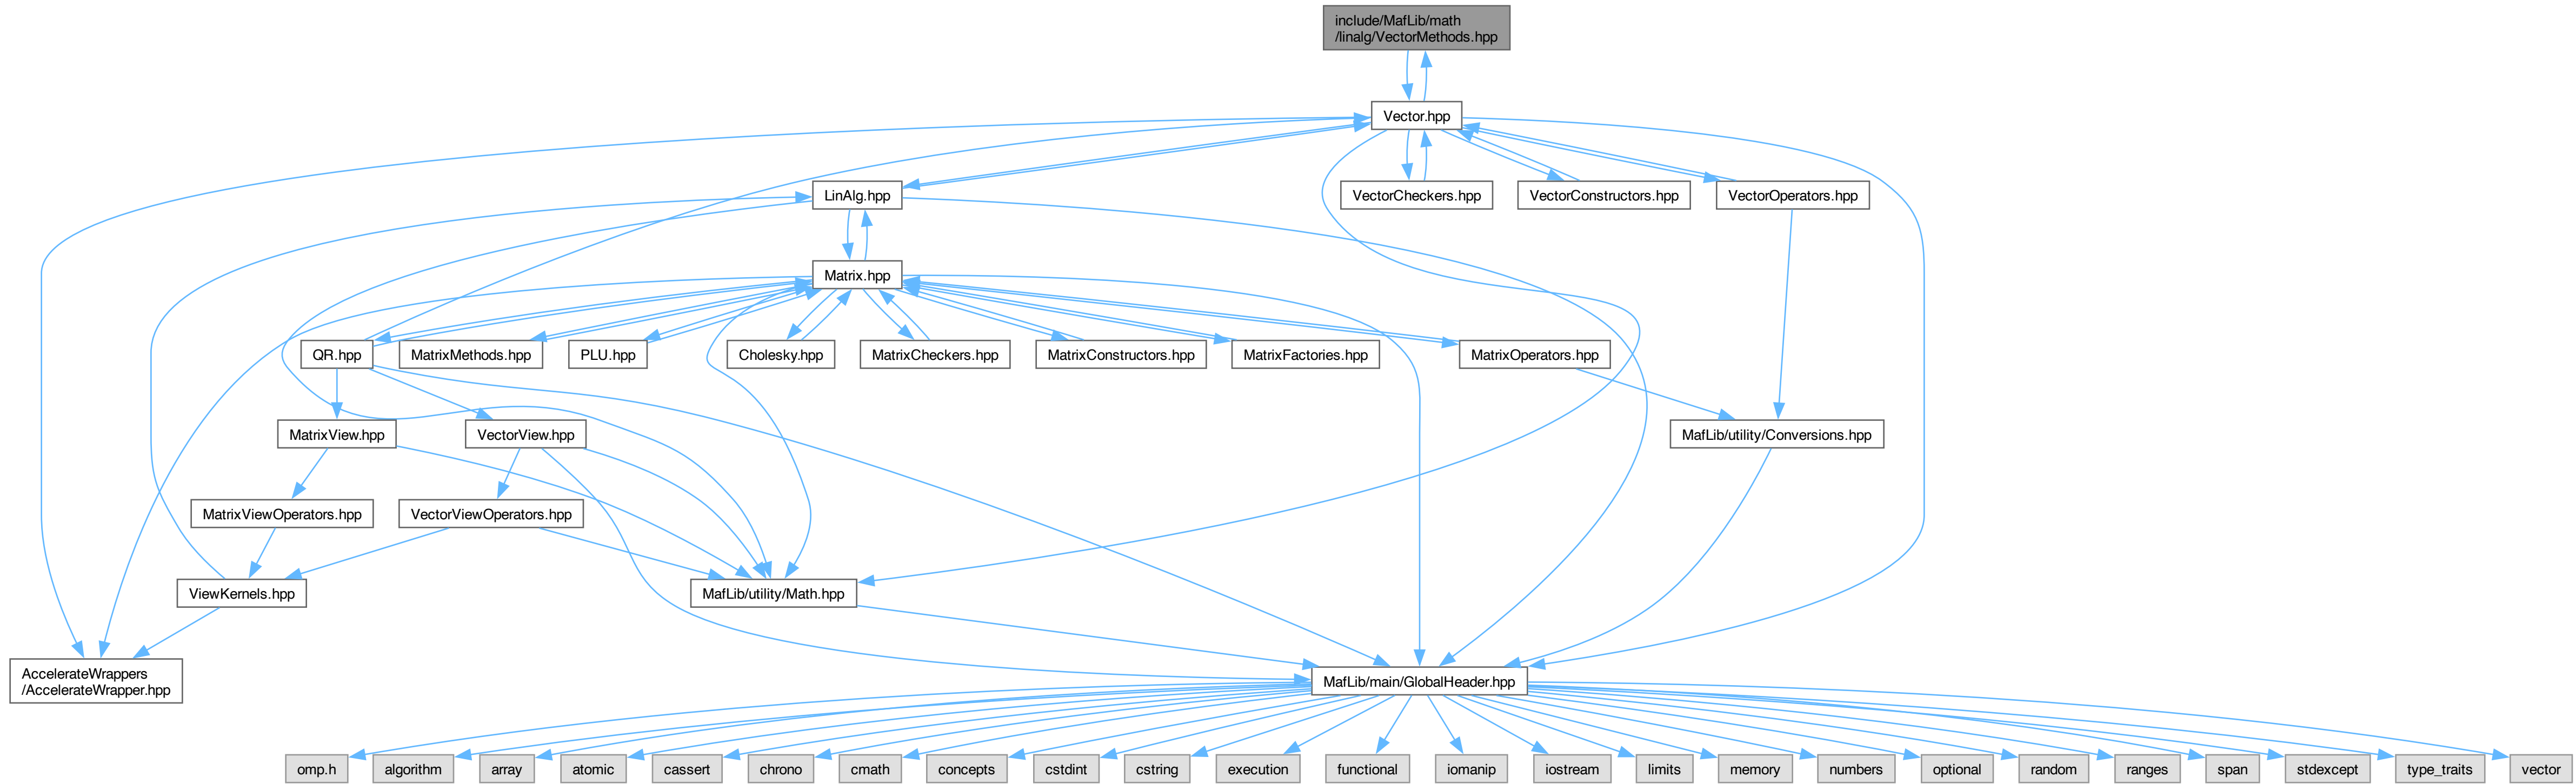 include/MafLib/math
/linalg/VectorMethods.hpp
Vector.hpp
LinAlg.hpp
VectorCheckers.hpp
VectorConstructors.hpp
VectorOperators.hpp
Matrix.hpp
QR.hpp
MatrixMethods.hpp
PLU.hpp
Cholesky.hpp
MatrixCheckers.hpp
MatrixConstructors.hpp
MatrixFactories.hpp
MatrixOperators.hpp
MatrixView.hpp
VectorView.hpp
MafLib/utility/Conversions.hpp
MatrixViewOperators.hpp
VectorViewOperators.hpp
ViewKernels.hpp
MafLib/utility/Math.hpp
AccelerateWrappers
/AccelerateWrapper.hpp
MafLib/main/GlobalHeader.hpp
omp.h
algorithm
array
atomic
cassert
chrono
cmath
concepts
cstdint
cstring
execution
functional
iomanip
iostream
limits
memory
numbers
optional
random
ranges
span
stdexcept
type_traits
vector